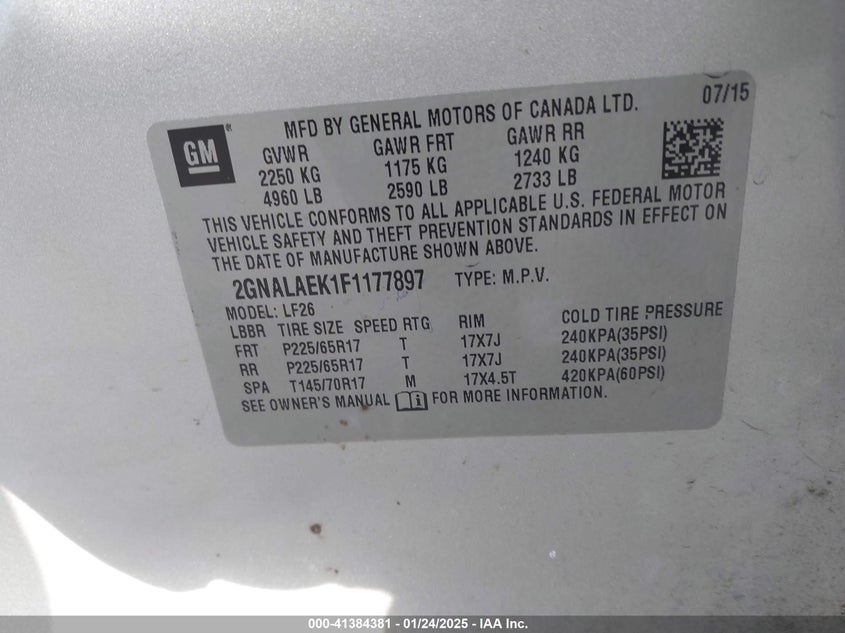 MFD BY GENERAL MOTORS OF CANADA LTD. 07/15
GM®
GVWR GAWR FRT GAWR RR
2250 KG 1175 KG 1240 KG
4960 LB 2590 LB 2733 LB
THIS VEHICLE CONFORMS TO ALL APPLICABLE U.S. FEDERAL MOTOR
VEHICLE SAFETY AND THEFT PREVENTION STANDARDS IN EFFECT ON
THE DATE OF MANUFACTURE SHOWN ABOVE.
2GNALAEK1F1177897 TYPE: M.P.V.
MODEL: LF26
LBBR TIRE SIZE SPEED RTG RIM COLD TIRE PRESSURE
FRT P225/65R17 T 17X7J 240KPA(35PSI)
RR P225/65R17 T 17X7J 240KPA(35PSI)
SPA T145/70R17 M 17X4.5T 420KPA(60PSI)
SEE OWNER'S MANUAL FOR MORE INFORMATION.
000-41384381 - 01/24/2025 - IAA Inc.